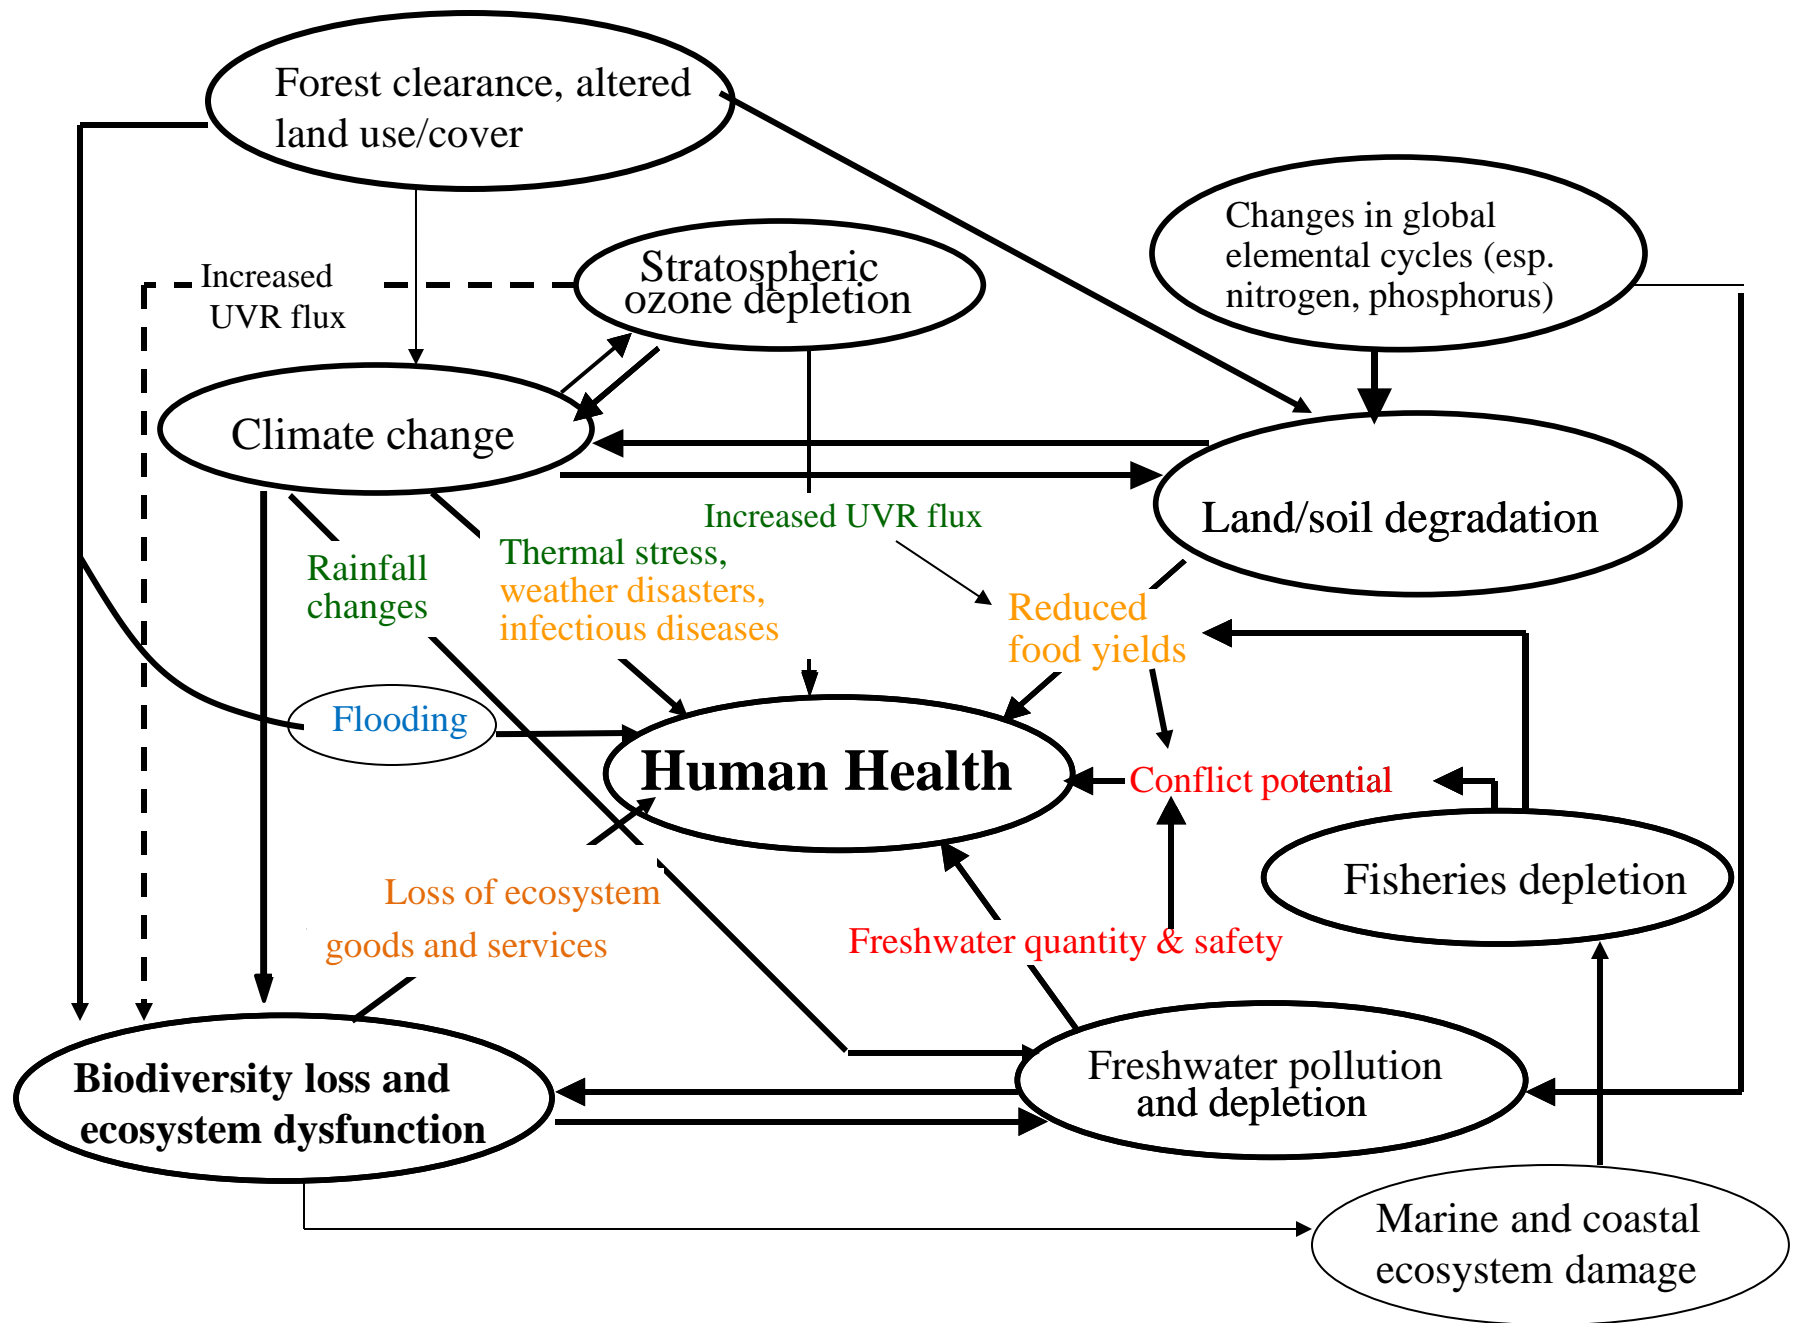 Forest clearance, altered
land use/cover
Changes in global
elemental cycles (esp.
nitrogen, phosphorus)
Stratospheric
ozone depletion
Increased
UVR flux
Climate change
Land/soil degradation
Increased UVR flux
Thermal stress,
weather disasters,
infectious diseases
Rainfall
changes
Reduced
food yields
Flooding
Human Health
Conflict potential
Fisheries depletion
Loss of ecosystem
goods and services
Freshwater quantity & safety
Biodiversity loss and
ecosystem dysfunction
Freshwater pollution
and depletion
Marine and coastal
ecosystem damage